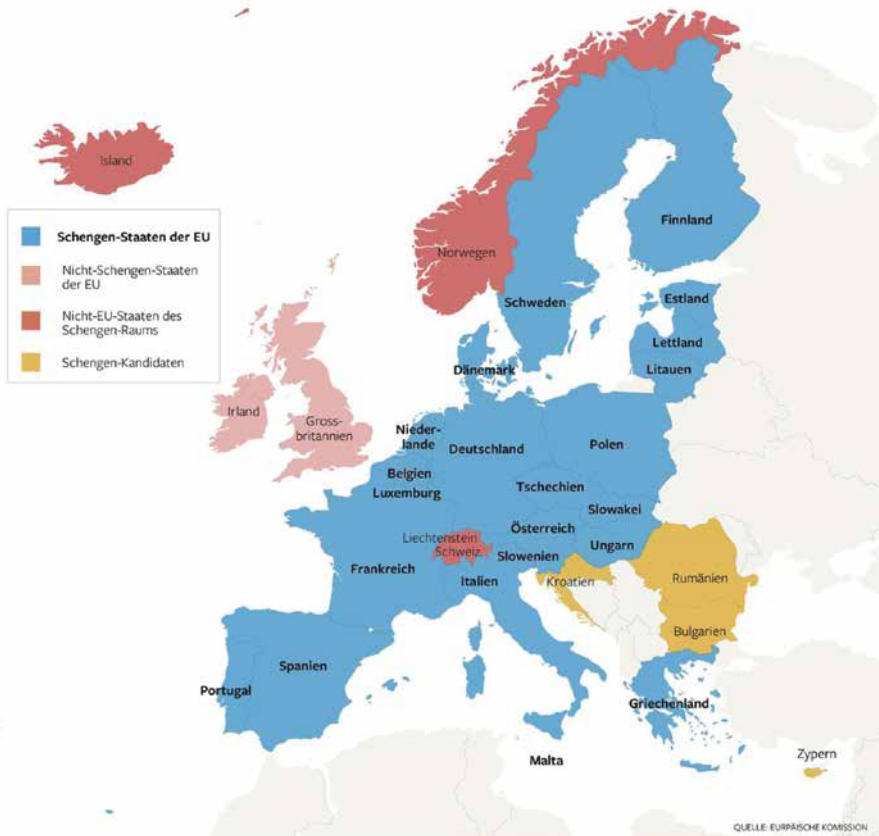 Island
Schengen-Staaten der EU
Nicht-Schengen-Staaten
der EU
Nicht-EU-Staaten des
Schengen-Raums
Schengen-Kandidaten
Norwegen
Finnland
Schweden
Estland
Lettland
Litauen
Dänemark
Irland
Gross-
britannien
Nieder-
lande
Deutschland
Polen
Belgien
Luxemburg
Tschechien
Slowakei
Österreich
Liechtenstein
Schweiz
Slowenien
Ungarn
Frankreich
Italien
Kroatien
Rumänien
Bulgarien
Spanien
Portugal
Griechenland
Malta
Zypern
QUELLE: EURPÄISCHE KOMISSION